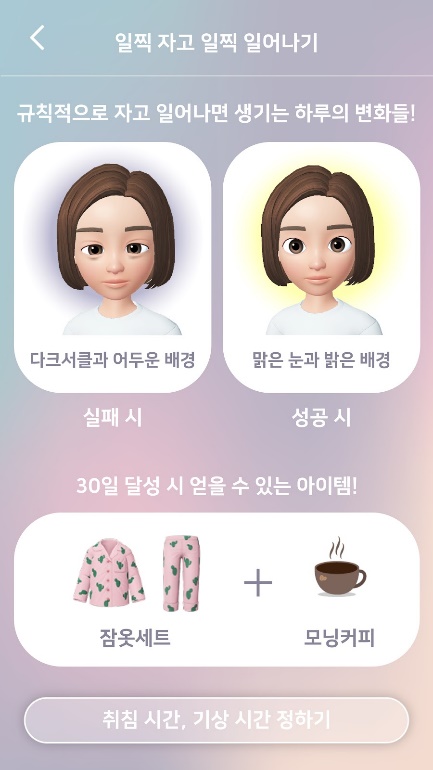 일찍 자고 일찍 일어나기
규칙적으로 자고 일어나면 생기는 하루의 변화들!
다크서클과 어두운 배경
맑은 눈과 밝은 배경
실패 시
성공 시
30일 달성 시 얻을 수 있는 아이템!
잠옷세트
모닝커피
취침 시간, 기상 시간 정하기